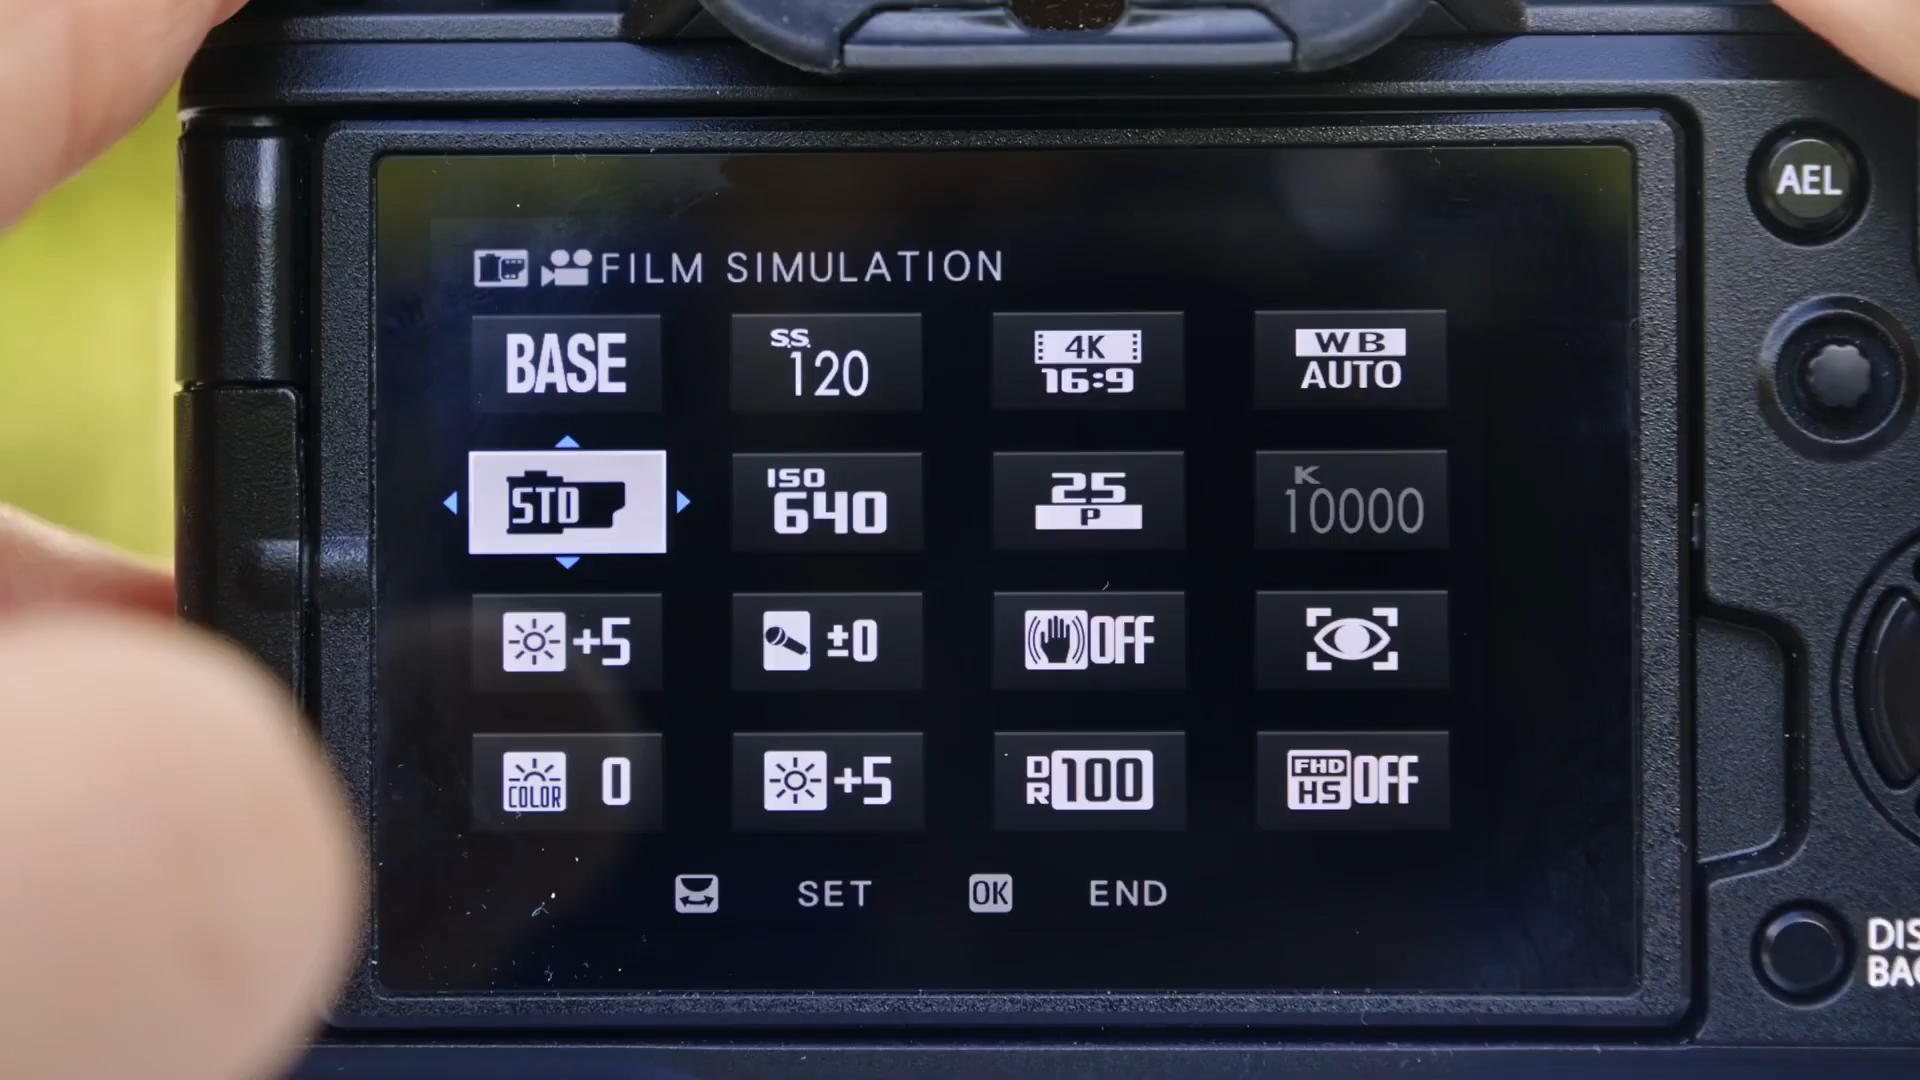 AEL
FILM SIMULATION
BASE
S.S. 120
4K 16:9
WB AUTO
STD
ISO 640
25 P
K 10000
+5
±0
OFF
COLOR 0
+5
DR 100
FHD HS OFF
SET
OK END
DIS
BAC